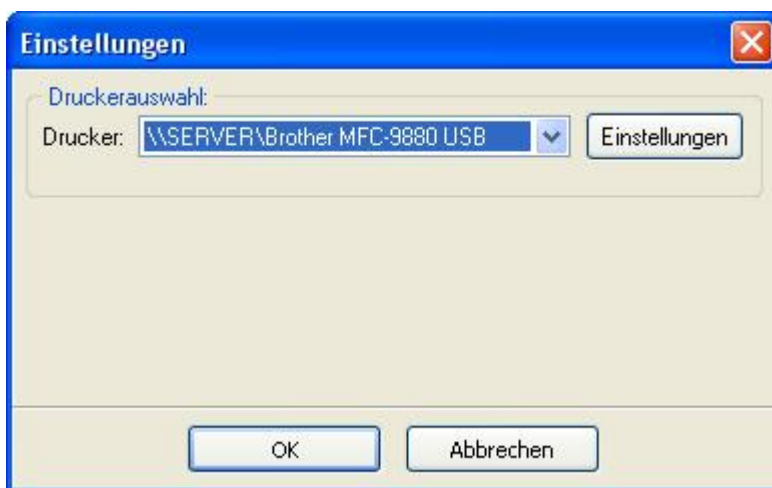 Einstellungen
Druckerauswahl:
Drucker: \\SERVER\Brother MFC-9880 USB Einstellungen
OK Abbrechen